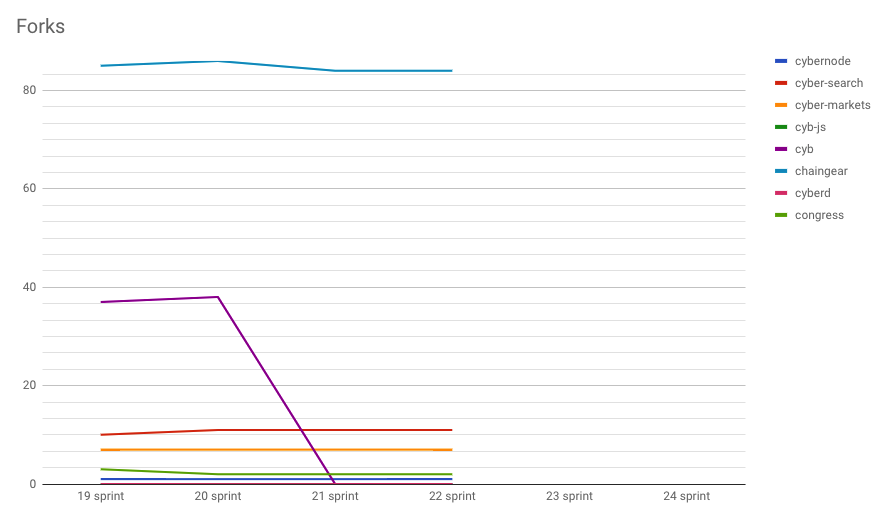 Forks
80
60
40
20
0
19 sprint
20 sprint
21 sprint
22 sprint
23 sprint
24 sprint
cybernode
cyber-search
cyber-markets
cyb-js
cyb
chaingear
cyberd
congress